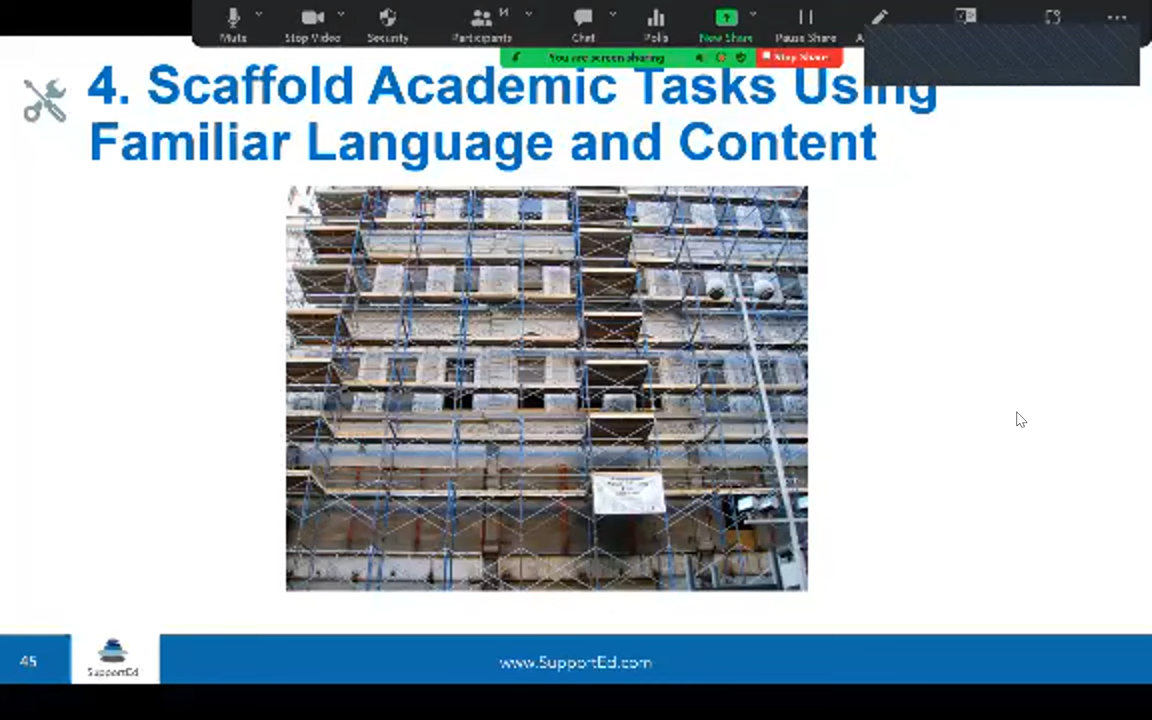 Mute
Stop Video
Security
Participants
14
Chat
Polls
New Share
Pause Share
You are screen sharing
Stop Share
4. Scaffold Academic Tasks Using
Familiar Language and Content
45
SupportEd
www.SupportEd.com